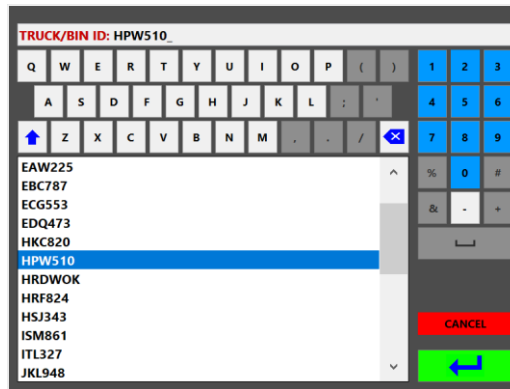 TRUCK/BIN ID: HPW510_
Q W E R T Y U I O P ( ) 1 2 3
A S D F G H J K L ; ' 4 5 6
Z X C V B N M , . / 7 8 9
% 0 #
& - +
EAW225
EBC787
ECG553
EDQ473
HKC820
HPW510
HRDWOK
HRF824
HSJ343
ISM861
ITL327
JKL948
CANCEL